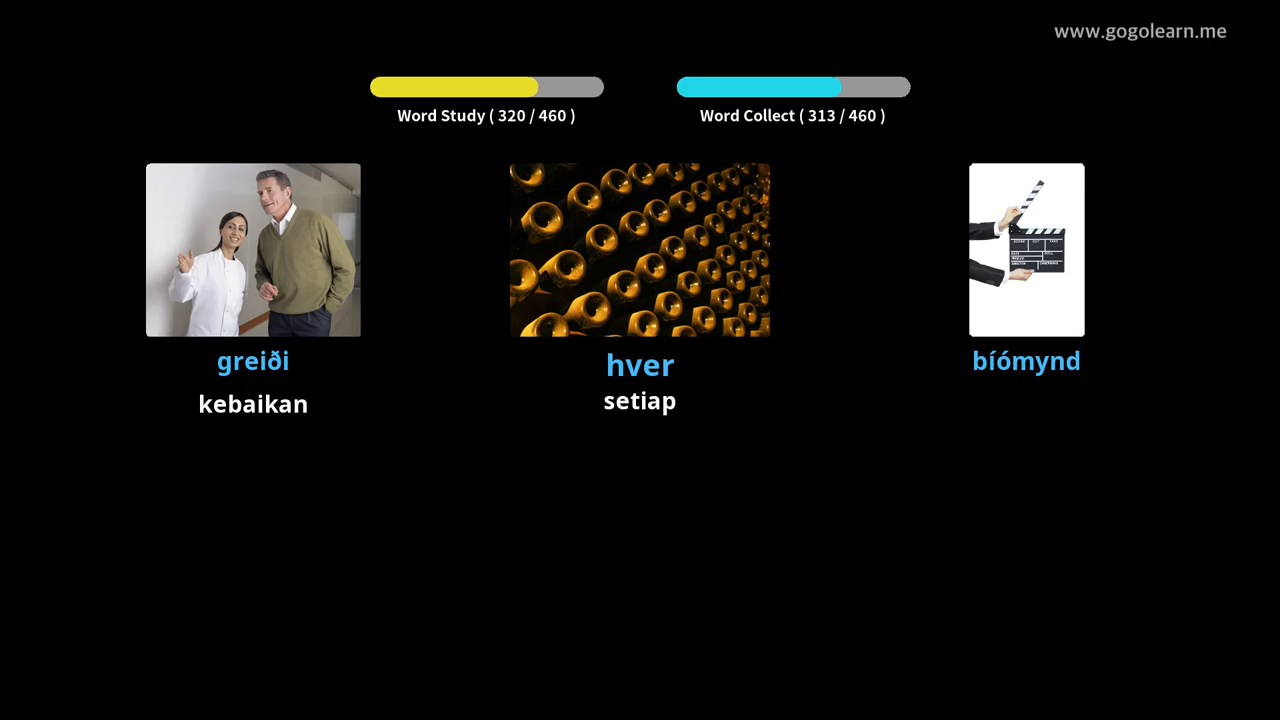 www.gogolearn.me
Word Study ( 320 / 460 )
Word Collect ( 313 / 460 )
greiði
kebaikan
hver
setiap
bíómynd